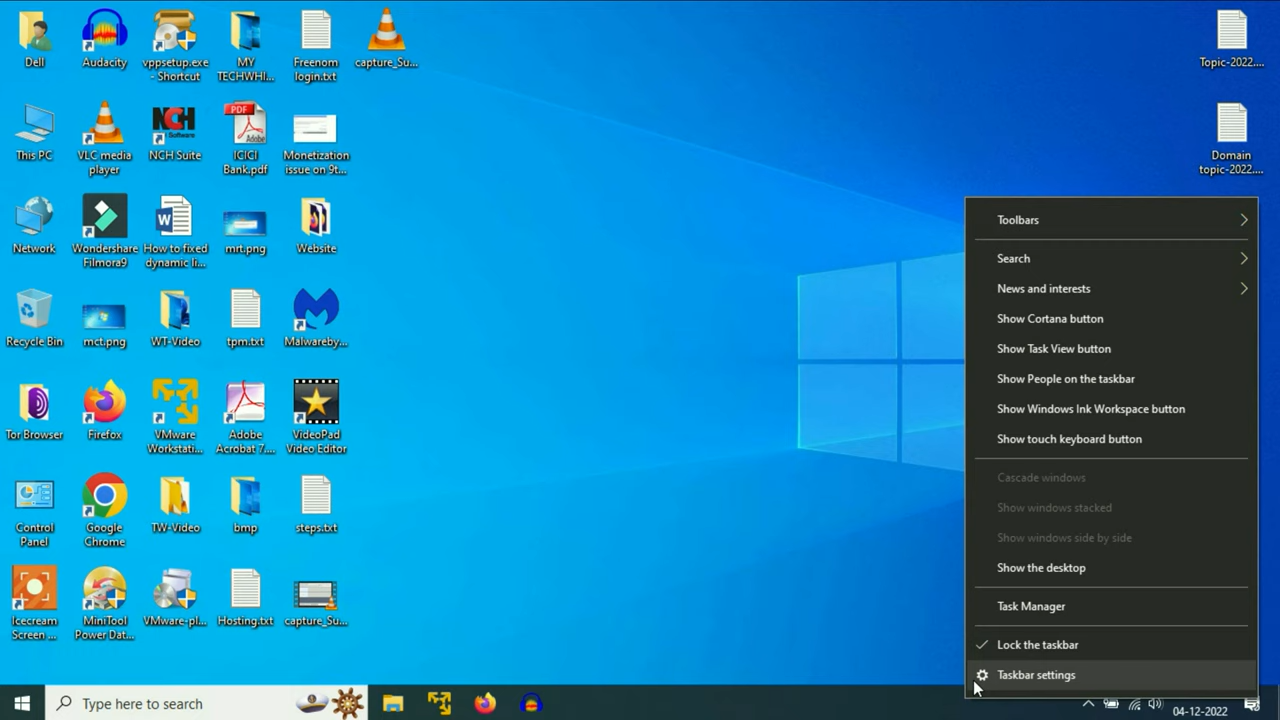 Dell
Audacity
vppsetup.exe
- Shortcut
MY
TECHWHI...
Freenom
login.txt
capture_Su...
Topic-2022....
This PC
VLC media
player
NCH Software
NCH Suite
PDF
Adobe
ICICI
Bank.pdf
Monetization
issue on 9t...
Domain
topic-2022....
Network
Wondershare
Filmora9
W
How to fixed
dynamic li...
mrt.png
Website
Recycle Bin
mct.png
WT-Video
tpm.txt
Malwareby...
Tor Browser
Firefox
VMware
Workstati...
Adobe
Acrobat 7....
VideoPad
Video Editor
Control
Panel
Google
Chrome
TW-Video
bmp
steps.txt
Icecream
Screen ...
MiniTool
Power Dat...
VMware-pl...
Hosting.txt
capture_Su...
Toolbars
Search
News and interests
Show Cortana button
Show Task View button
Show People on the taskbar
Show Windows Ink Workspace button
Show touch keyboard button
Cascade windows
Show windows stacked
Show windows side by side
Show the desktop
Task Manager
Lock the taskbar
Taskbar settings
Type here to search
04-12-2022